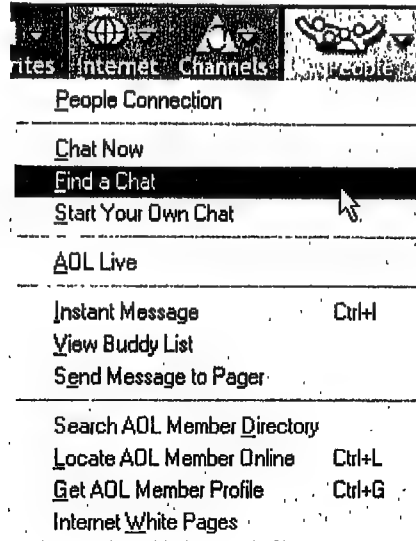 rites Internet Channels People
People Connection
Chat Now
Find a Chat
Start Your Own Chat
AOL Live
Instant Message Ctrl+I
View Buddy List
Send Message to Pager
Search AOL Member Directory
Locate AOL Member Online Ctrl+L
Get AOL Member Profile Ctrl+G
Internet White Pages